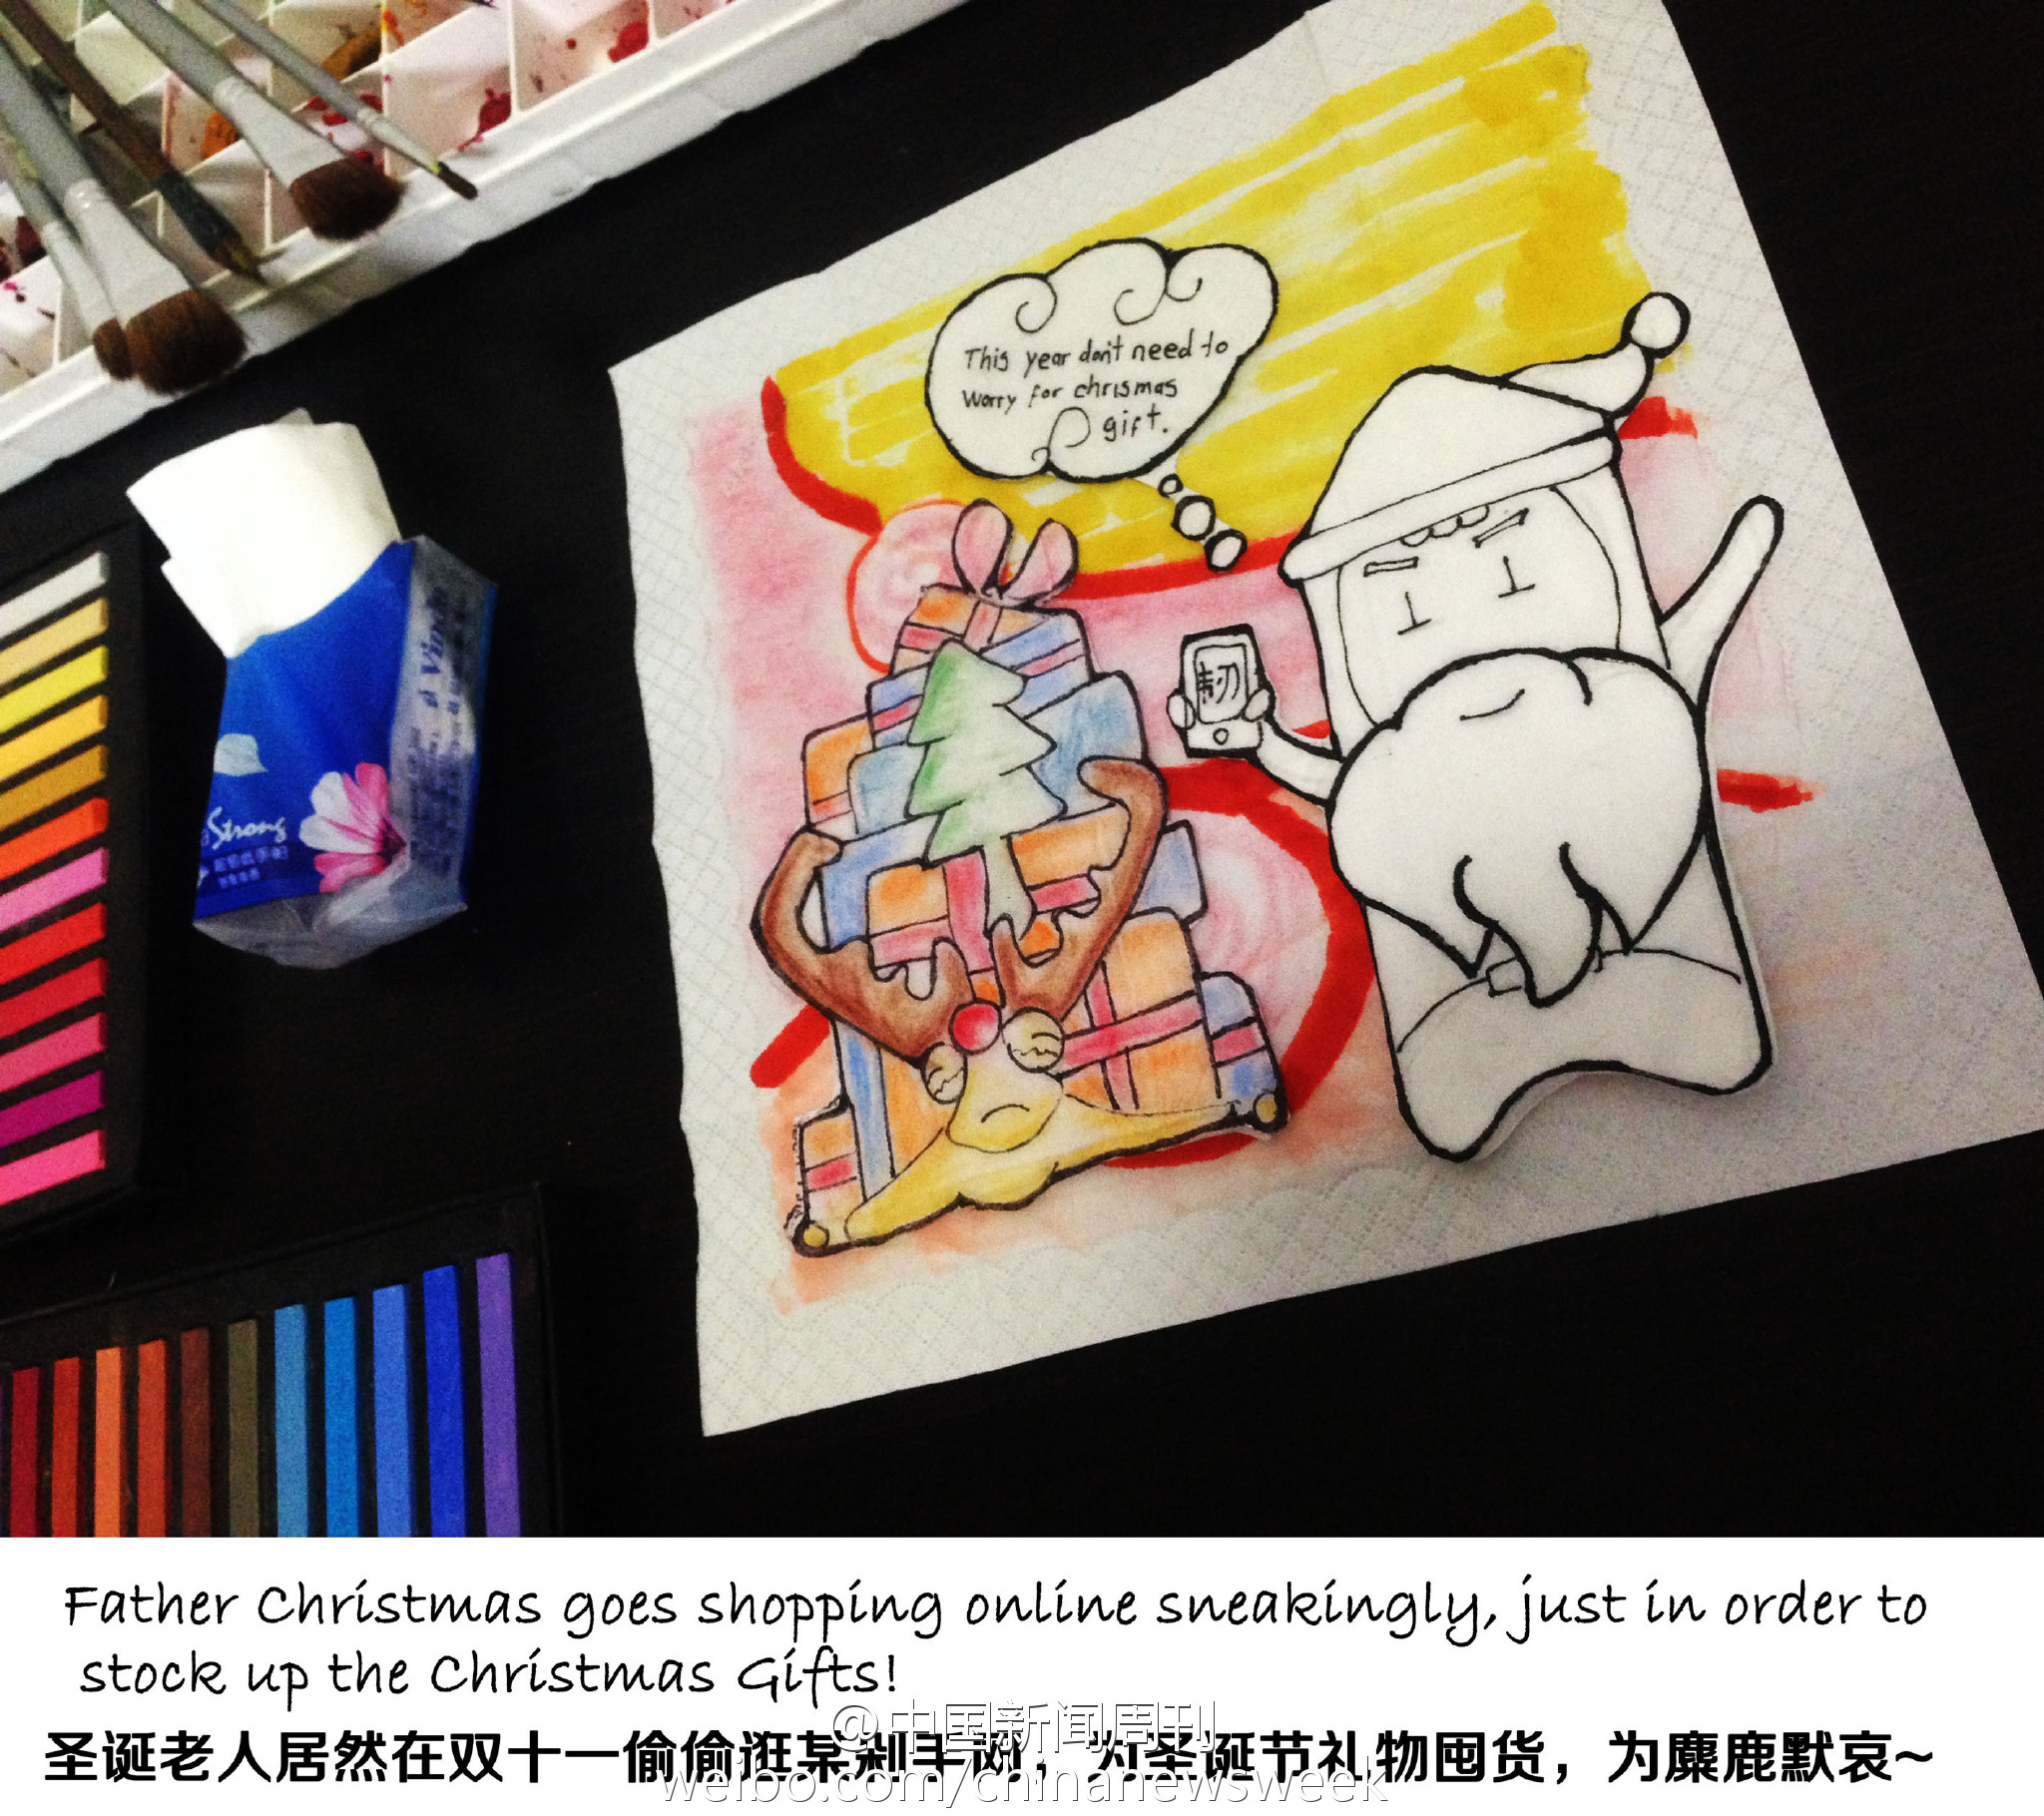 This year don't need to
worry for chrismas
gift.
Vinda
Strong
Father Christmas goes shopping online sneakingly, just in order to
stock up the Christmas Gifts!
圣诞老人居然在双十一偷偷逛某剁手网，为圣诞节礼物囤货，为麋鹿默哀~
@中国新闻周刊
weibo.com/chinanewsweek